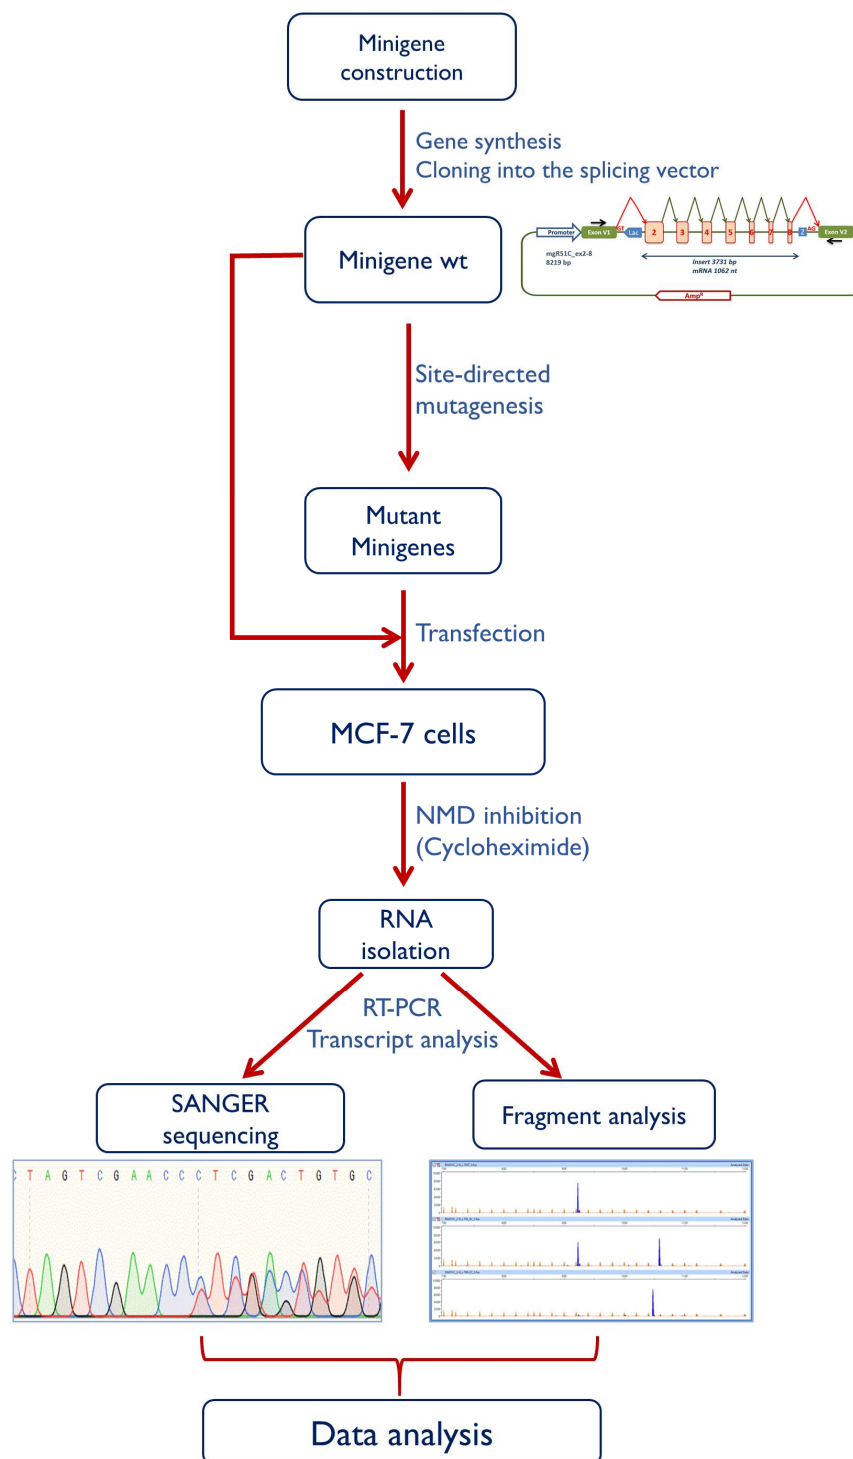 Minigene
construction
Gene synthesis
Cloning into the splicing vector
Minigene wt
Promoter
Exon V1
GT
Lac
2
3
4
5
6
7
8
Z
AG
Exon V2
mgR51C_ex2-8
8219 bp
Insert 3731 bp
mRNA 1062 nt
Amp^R
Site-directed
mutagenesis
Mutant
Minigenes
Transfection
MCF-7 cells
NMD inhibition
(Cycloheximide)
RNA
isolation
RT-PCR
Transcript analysis
SANGER
sequencing
Fragment analysis
T A G T C G A A C C C T C G A C T G T G C
Data analysis